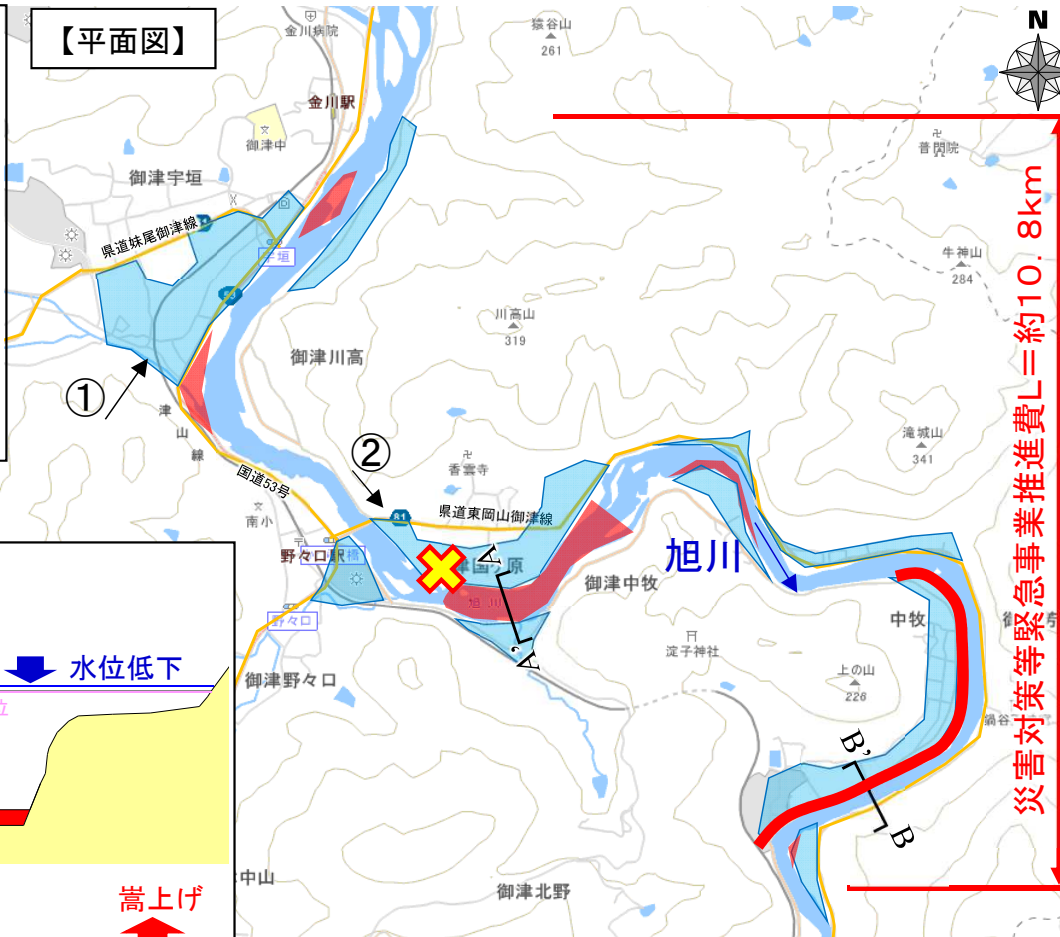 【平面図】
N
金川病院
猿谷山
261
金川駅
御津中
普門院
御津宇垣
県道妹尾御津線
牛神山
284
川高山
319
御津川高
①
津山線
滝城山
341
②
香雲寺
国道53号
県道東岡山御津線
南小
野々口駅
A
旭川
御津中牧
旭川
中牧
野々口
A'
淀子神社
上の山
228
御津野々口
B'
B
水位低下
位
中山
御津北野
嵩上げ
災害対策等緊急事業推進費L=約10.8km